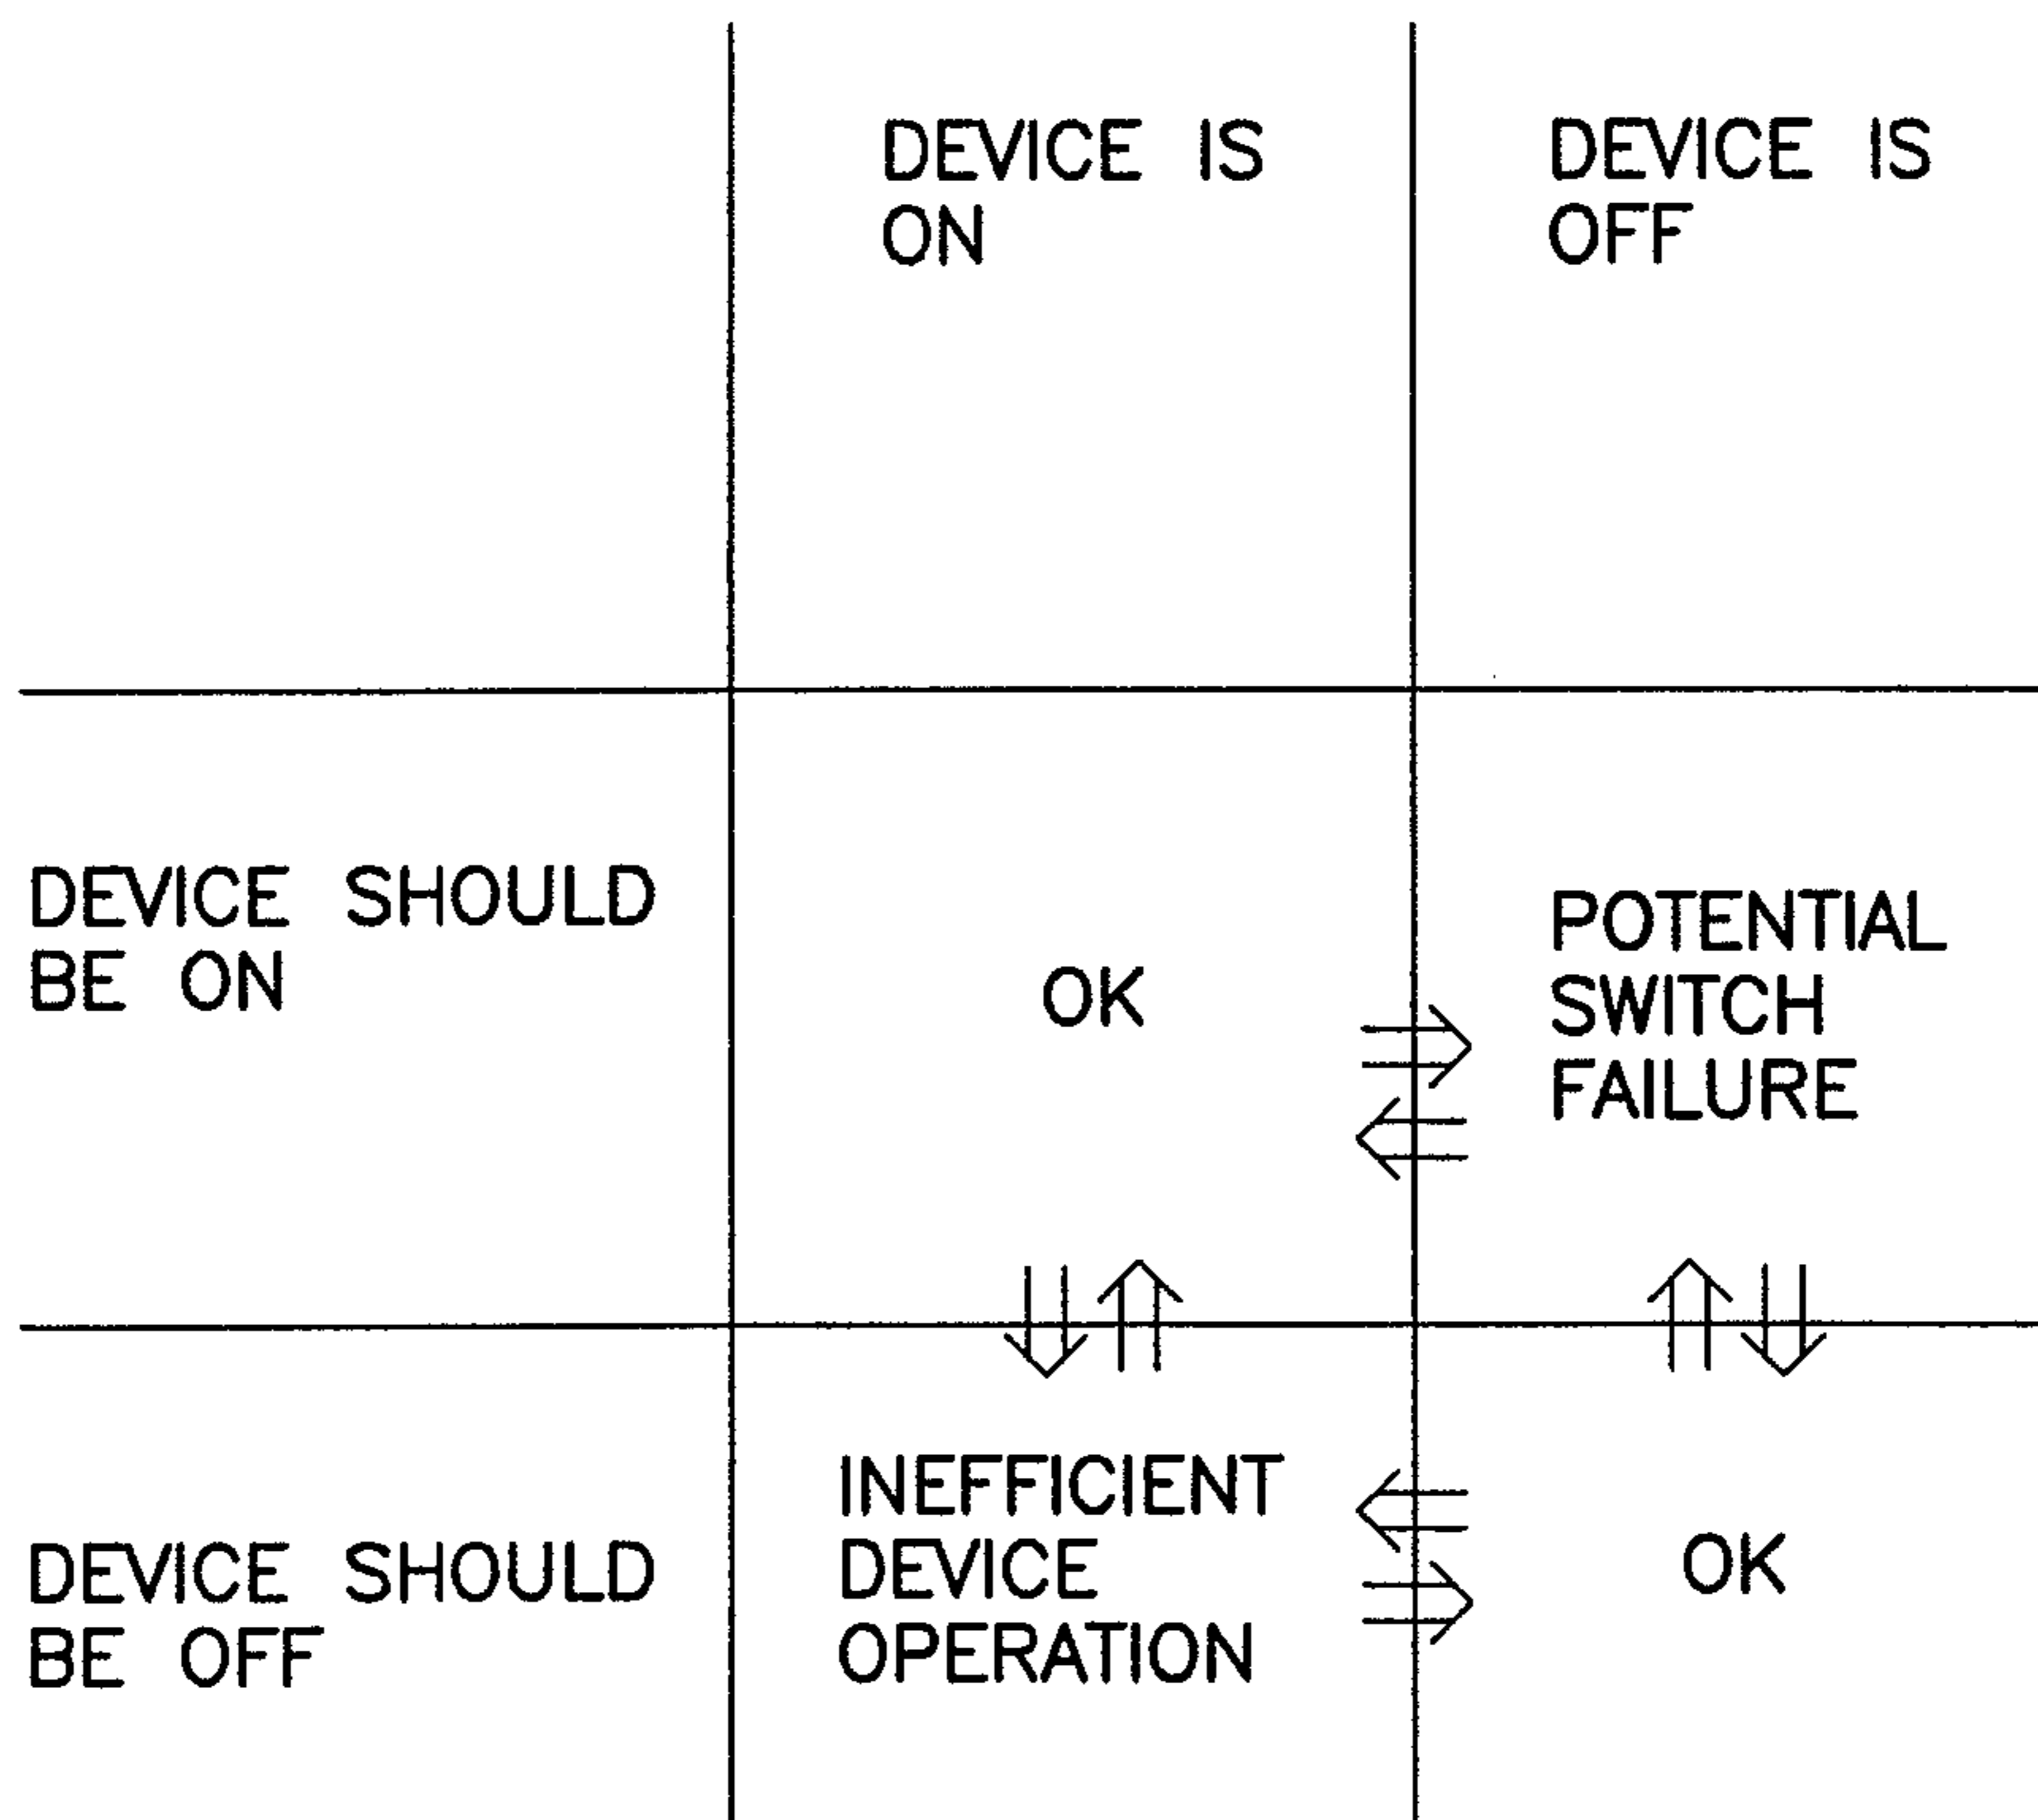 DEVICE IS
ON
DEVICE IS
OFF
DEVICE SHOULD
BE ON
OK
POTENTIAL
SWITCH
FAILURE
DEVICE SHOULD
BE OFF
INEFFICIENT
DEVICE
OPERATION
OK